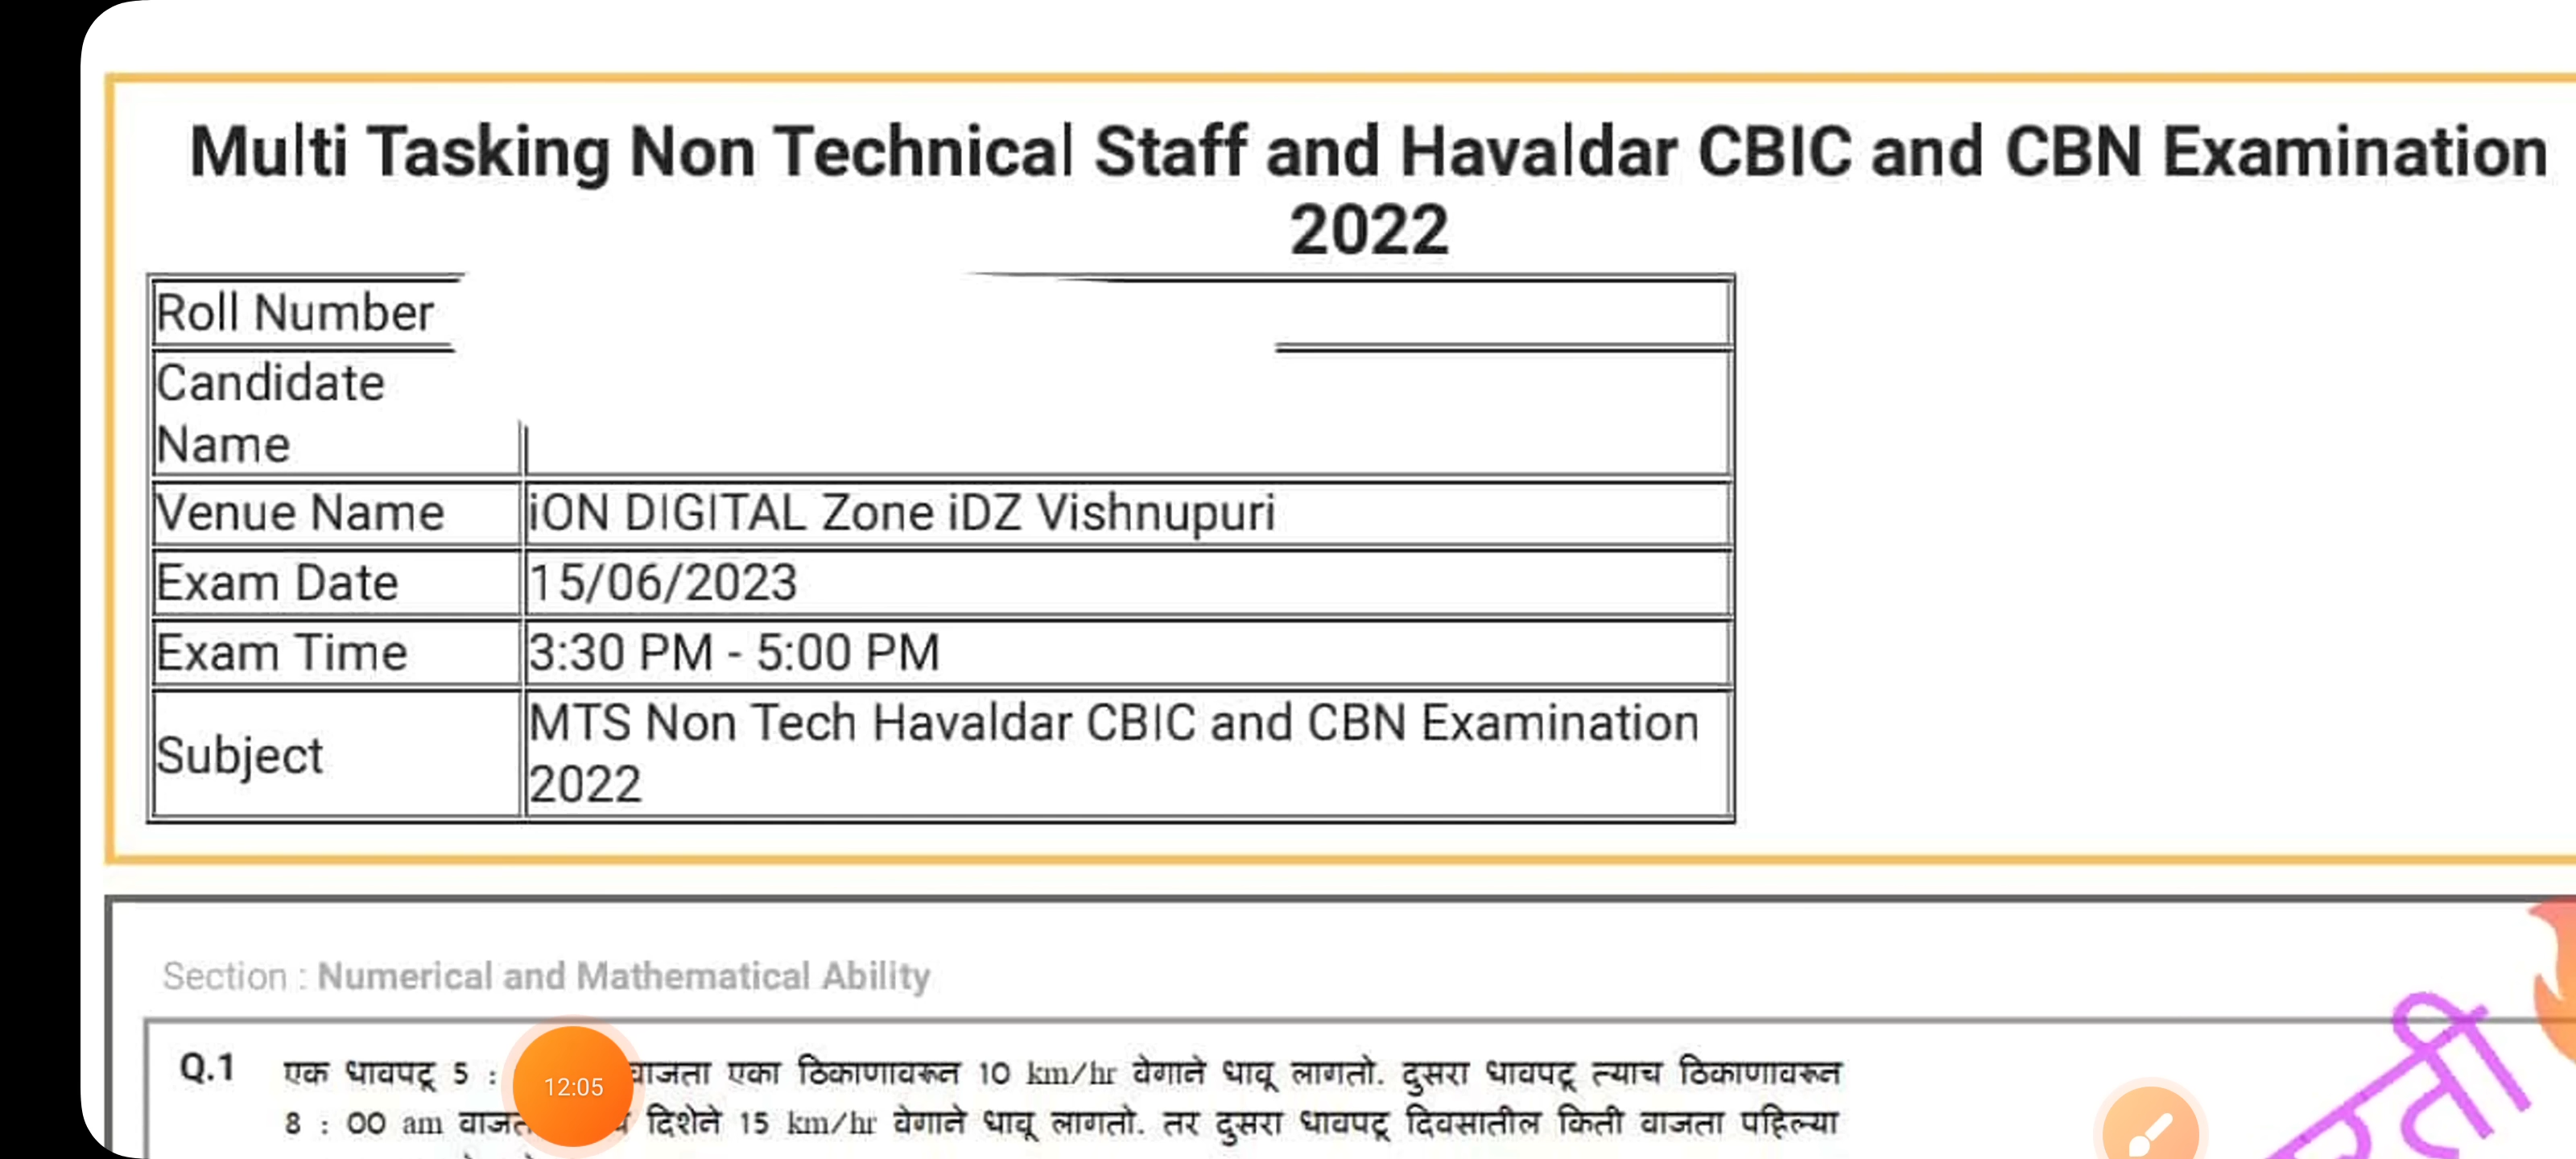 Multi Tasking Non Technical Staff and Havaldar CBIC and CBN Examination
2022
Roll Number
Candidate
Name
Venue Name iON DIGITAL Zone iDZ Vishnupuri
Exam Date 15/06/2023
Exam Time 3:30 PM - 5:00 PM
Subject MTS Non Tech Havaldar CBIC and CBN Examination
2022
Section : Numerical and Mathematical Ability
Q.1 एक धावपटू 5 : वाजता एका ठिकाणावरून 10 km/hr वेगाने धावू लागतो. दुसरा धावपटू त्याच ठिकाणावरून
12:05
8 : 00 am दिशेने 15 km/hr वेगाने धावू लागतो. तर दुसरा धावपटू दिवसातील किती वाजता पहिल्या